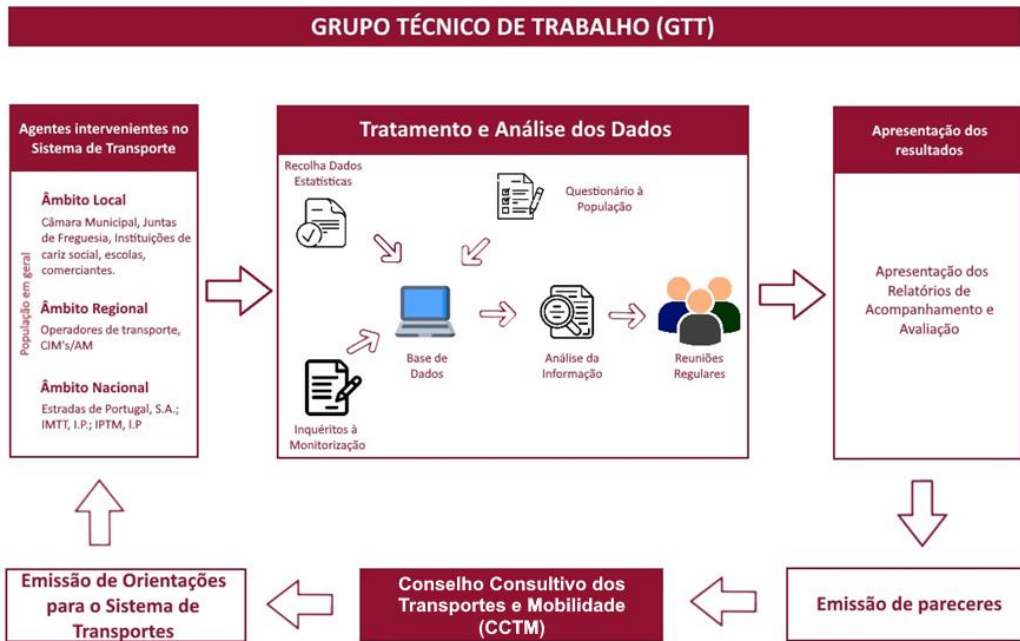 GRUPO TÉCNICO DE TRABALHO (GTT)
Agentes intervenientes no
Sistema de Transporte
População em geral
Âmbito Local
Câmara Municipal, Juntas
de Freguesia, Instituições de
cariz social, escolas,
comerciantes.
Âmbito Regional
Operadores de transporte,
CIM's/AM
Âmbito Nacional
Estradas de Portugal, S.A.;
IMTT, I.P.; IPTM, I.P
Tratamento e Análise dos Dados
Recolha Dados
Estatísticas
Questionário à
População
Base de
Dados
Análise da
Informação
Reuniões
Regulares
Inquéritos à
Monitorização
Apresentação dos
resultados
Apresentação dos
Relatórios de
Acompanhamento e
Avaliação
Emissão de Orientações
para o Sistema de
Transportes
Conselho Consultivo dos
Transportes e Mobilidade
(CCTM)
Emissão de pareceres